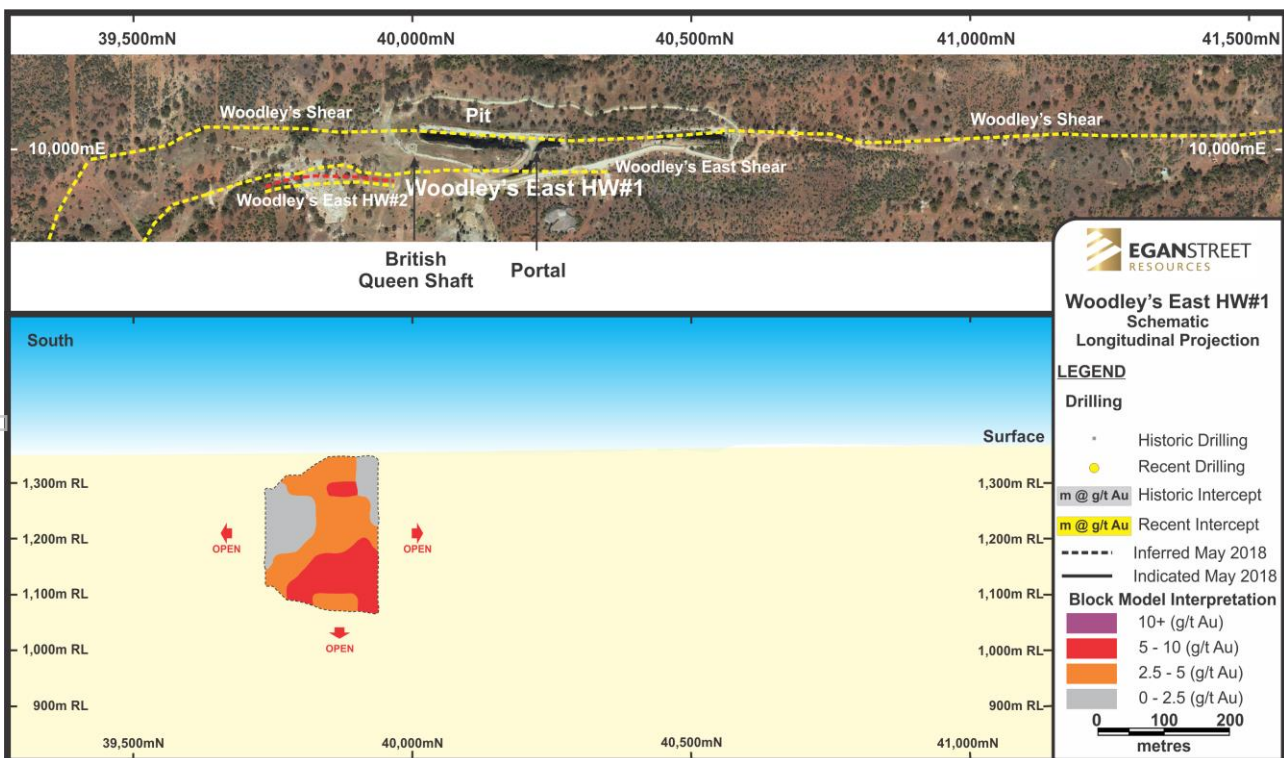 39,500mN 40,000mN 40,500mN 41,000mN 41,500mN
Woodley's Shear
Pit
Woodley's Shear
10,000mE
10,000mE
Woodley's East Shear
Woodley's East HW#1
Woodley's East HW#2
British
Queen Shaft
Portal
EGANSTREET
RESOURCES
Woodley's East HW#1
Schematic
Longitudinal Projection
LEGEND
Drilling
Historic Drilling
Recent Drilling
m @ g/t Au Historic Intercept
m @ g/t Au Recent Intercept
Inferred May 2018
Indicated May 2018
Block Model Interpretation
10+ (g/t Au)
5 - 10 (g/t Au)
2.5 - 5 (g/t Au)
0 - 2.5 (g/t Au)
0 100 200
metres
South
Surface
1,300m RL 1,300m RL
1,200m RL 1,200m RL
OPEN OPEN
1,100m RL 1,100m RL
1,000m RL 1,000m RL
OPEN
900m RL 900m RL
39,500mN 40,000mN 40,500mN 41,000mN